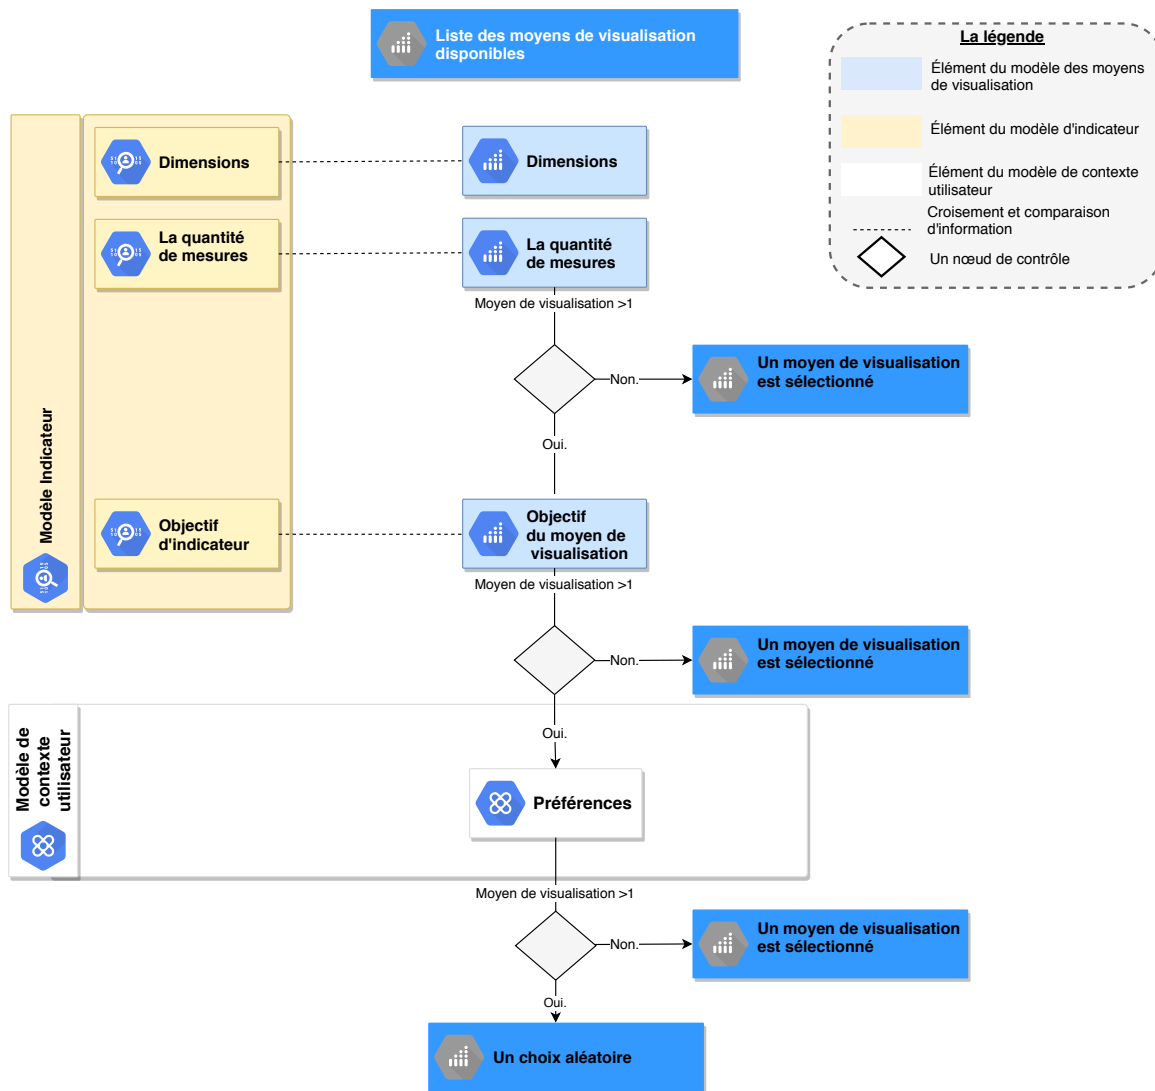 Liste des moyens de visualisation
disponibles
La légende
Élément du modèle des moyens
de visualisation
Élément du modèle d'indicateur
Élément du modèle de contexte
utilisateur
Croisement et comparaison
d'information
Un nœud de contrôle
Modèle Indicateur
Dimensions
Dimensions
La quantité
de mesures
La quantité
de mesures
Moyen de visualisation >1
Non.
Un moyen de visualisation
est sélectionné
Oui.
Objectif
d'indicateur
Objectif
du moyen de
visualisation
Moyen de visualisation >1
Non.
Un moyen de visualisation
est sélectionné
Oui.
Modèle de
contexte
utilisateur
Préférences
Moyen de visualisation >1
Non.
Un moyen de visualisation
est sélectionné
Oui.
Un choix aléatoire